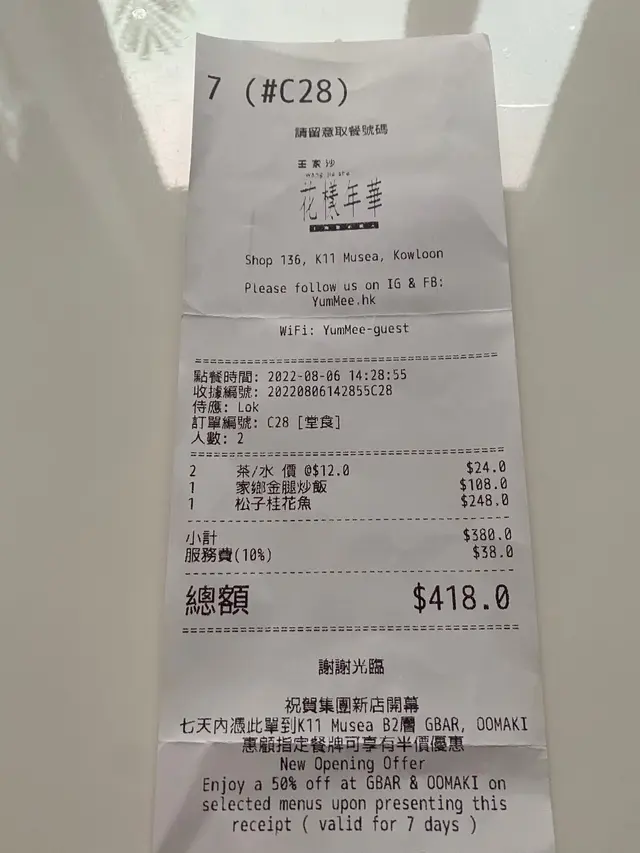 7 (#C28)
請留意取餐號碼
王家沙
wang jia sha
花樣年華
Shop 136, K11 Musea, Kowloon
Please follow us on IG & FB:
YumMee.hk
WiFi: YumMee-guest
點餐時間: 2022-08-06 14:28:55
收據編號: 20220806142855C28
侍應: Lok
訂單編號: C28 [堂食]
人數: 2
2 茶/水 價 @$12.0 $24.0
1 家鄉金腿炒飯 $108.0
1 松子桂花魚 $248.0
小計 $380.0
服務費(10%) $38.0
總額 $418.0
謝謝光臨
祝賀集團新店開幕
七天內憑此單到K11 Musea B2層 GBAR, OOMAKI
惠顧指定餐牌可享有半價優惠
New Opening Offer
Enjoy a 50% off at GBAR & OOMAKI on
selected menus upon presenting this
receipt ( valid for 7 days )